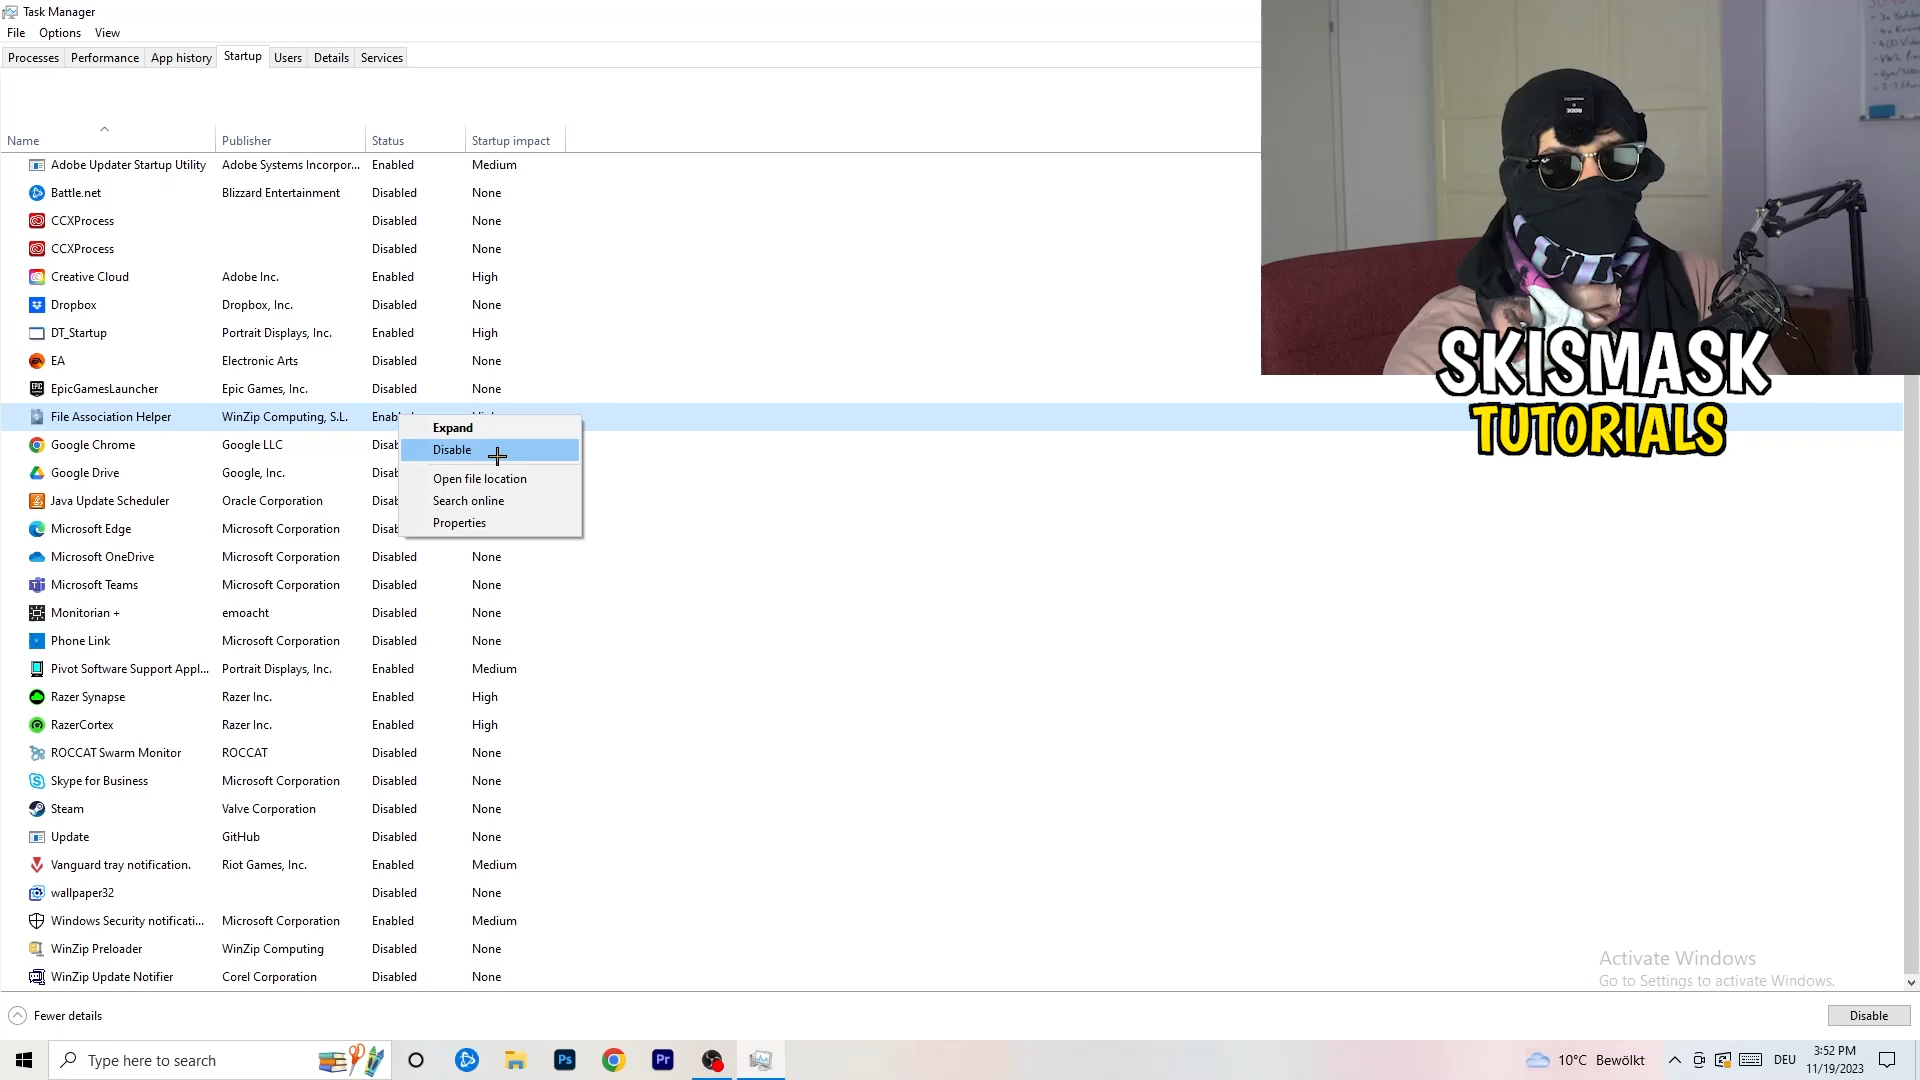 Task Manager
File Options View
Processes Performance App history Startup Users Details Services
Name Publisher Status Startup impact
Adobe Updater Startup Utility Adobe Systems Incorpor... Enabled Medium
Battle.net Blizzard Entertainment Disabled None
CCXProcess Disabled None
CCXProcess Disabled None
Creative Cloud Adobe Inc. Enabled High
Dropbox Dropbox, Inc. Disabled None
DT_Startup Portrait Displays, Inc. Enabled High
EA Electronic Arts Disabled None
EpicGamesLauncher Epic Games, Inc. Disabled None
File Association Helper WinZip Computing, S.L.
Google Chrome Google LLC
Google Drive Google, Inc.
Java Update Scheduler Oracle Corporation
Microsoft Edge Microsoft Corporation
Expand
Disable
Open file location
Search online
Properties
Microsoft OneDrive Microsoft Corporation Disabled None
Microsoft Teams Microsoft Corporation Disabled None
Monitorian + emoacht Disabled None
Phone Link Microsoft Corporation Disabled None
Pivot Software Support Appl... Portrait Displays, Inc. Enabled Medium
Razer Synapse Razer Inc. Enabled High
RazerCortex Razer Inc. Enabled High
ROCCAT Swarm Monitor ROCCAT Disabled None
Skype for Business Microsoft Corporation Disabled None
Steam Valve Corporation Disabled None
Update GitHub Disabled None
Vanguard tray notification. Riot Games, Inc. Enabled Medium
wallpaper32 Disabled None
Windows Security notificati... Microsoft Corporation Enabled Medium
WinZip Preloader WinZip Computing Disabled None
WinZip Update Notifier Corel Corporation Disabled None
SKISMASK
TUTORIALS
Activate Windows
Go to Settings to activate Windows.
Fewer details
Disable
Type here to search
Ps
Pr
10°C Bewölkt
DEU
3:52 PM
11/19/2023